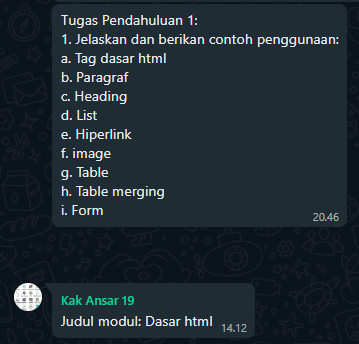 Tugas Pendahuluan 1:
1. Jelaskan dan berikan contoh penggunaan:
a. Tag dasar html
b. Paragraf
c. Heading
d. List
e. Hiperlink
f. image
g. Table
h. Table merging
i. Form
20.46
Kak Ansar 19
Judul modul: Dasar html 14.12